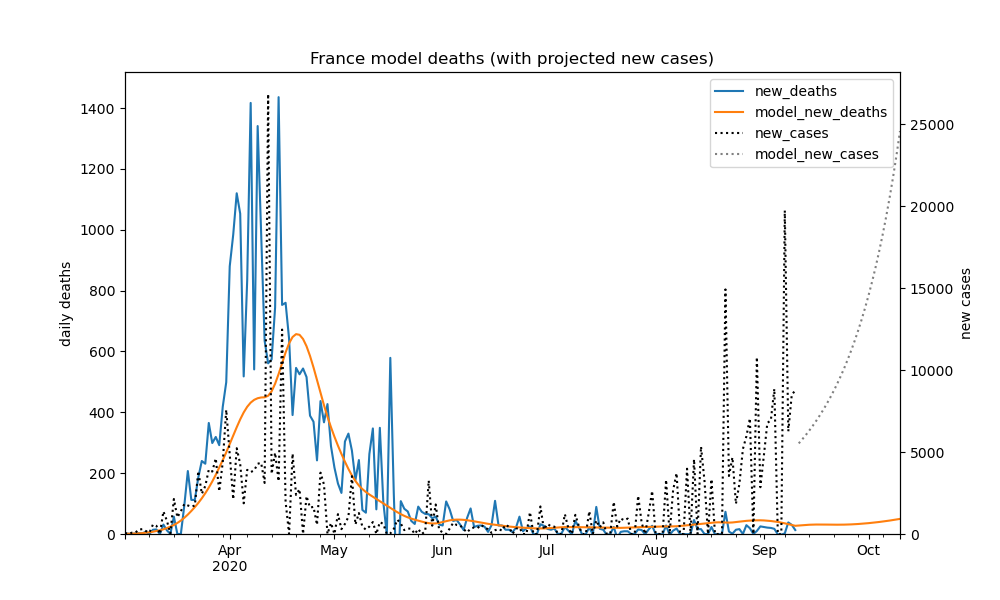 France model deaths (with projected new cases)
new_deaths
model_new_deaths
new_cases
model_new_cases
daily deaths
1400
1200
1000
800
600
400
200
0
25000
20000
15000
10000
5000
0
new cases
Apr
2020
May
Jun
Jul
Aug
Sep
Oct